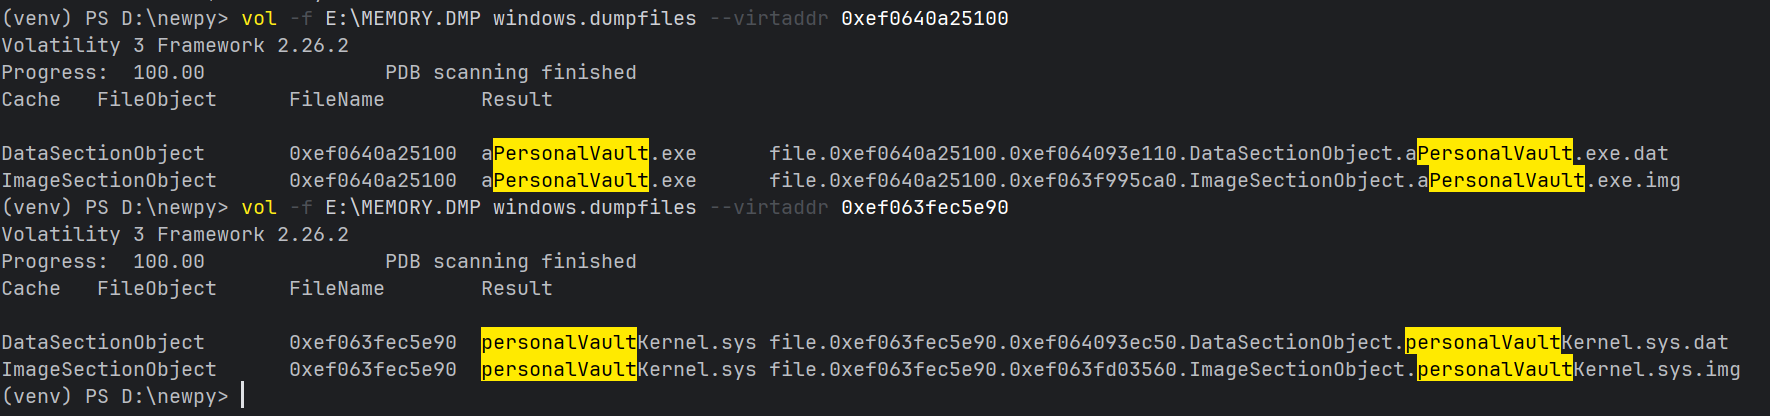 (venv) PS D:\newpy> vol -f E:\MEMORY.DMP windows.dumpfiles --virtaddr 0xef0640a25100
Volatility 3 Framework 2.26.2
Progress:  100.00               PDB scanning finished
Cache   FileObject      FileName        Result

DataSectionObject       0xef0640a25100  aPersonalVault.exe      file.0xef0640a25100.0xef064093e110.DataSectionObject.aPersonalVault.exe.dat
ImageSectionObject      0xef0640a25100  aPersonalVault.exe      file.0xef0640a25100.0xef063f995ca0.ImageSectionObject.aPersonalVault.exe.img
(venv) PS D:\newpy> vol -f E:\MEMORY.DMP windows.dumpfiles --virtaddr 0xef063fec5e90
Volatility 3 Framework 2.26.2
Progress:  100.00               PDB scanning finished
Cache   FileObject      FileName        Result

DataSectionObject       0xef063fec5e90  personalVaultKernel.sys file.0xef063fec5e90.0xef064093ec50.DataSectionObject.personalVaultKernel.sys.dat
ImageSectionObject      0xef063fec5e90  personalVaultKernel.sys file.0xef063fec5e90.0xef063fd03560.ImageSectionObject.personalVaultKernel.sys.img
(venv) PS D:\newpy>